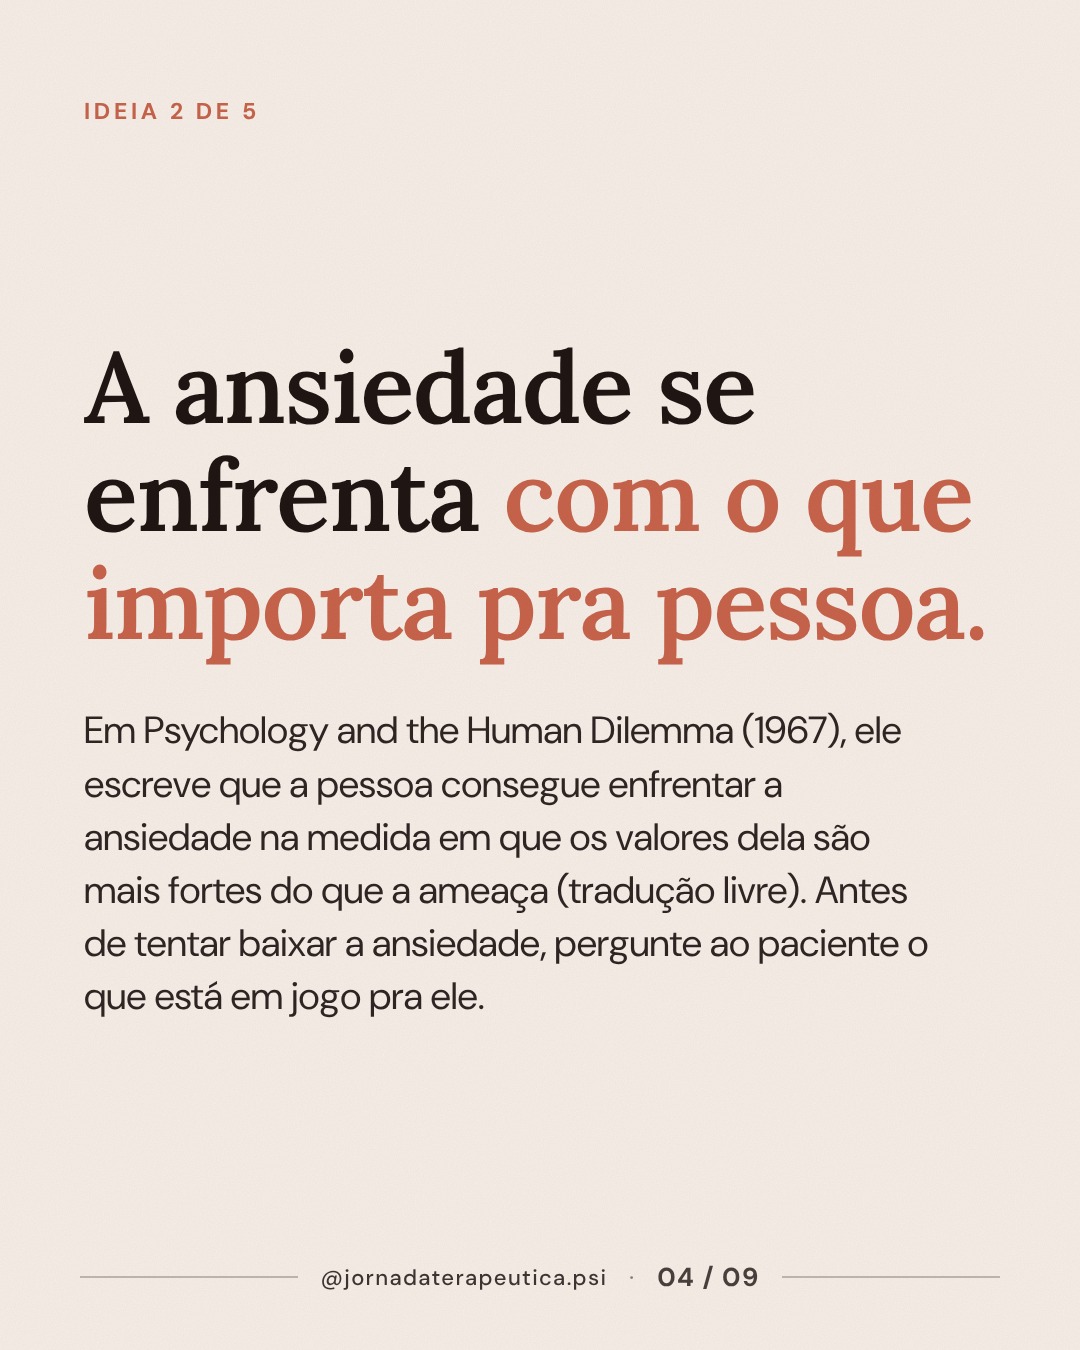 IDEIA 2 DE 5
A ansiedade se
enfrenta com o que
importa pra pessoa.
Em Psychology and the Human Dilemma (1967), ele
escreve que a pessoa consegue enfrentar a
ansiedade na medida em que os valores dela são
mais fortes do que a ameaça (tradução livre). Antes
de tentar baixar a ansiedade, pergunte ao paciente o
que está em jogo pra ele.
@jornadaterapeutica.psi · 04 / 09